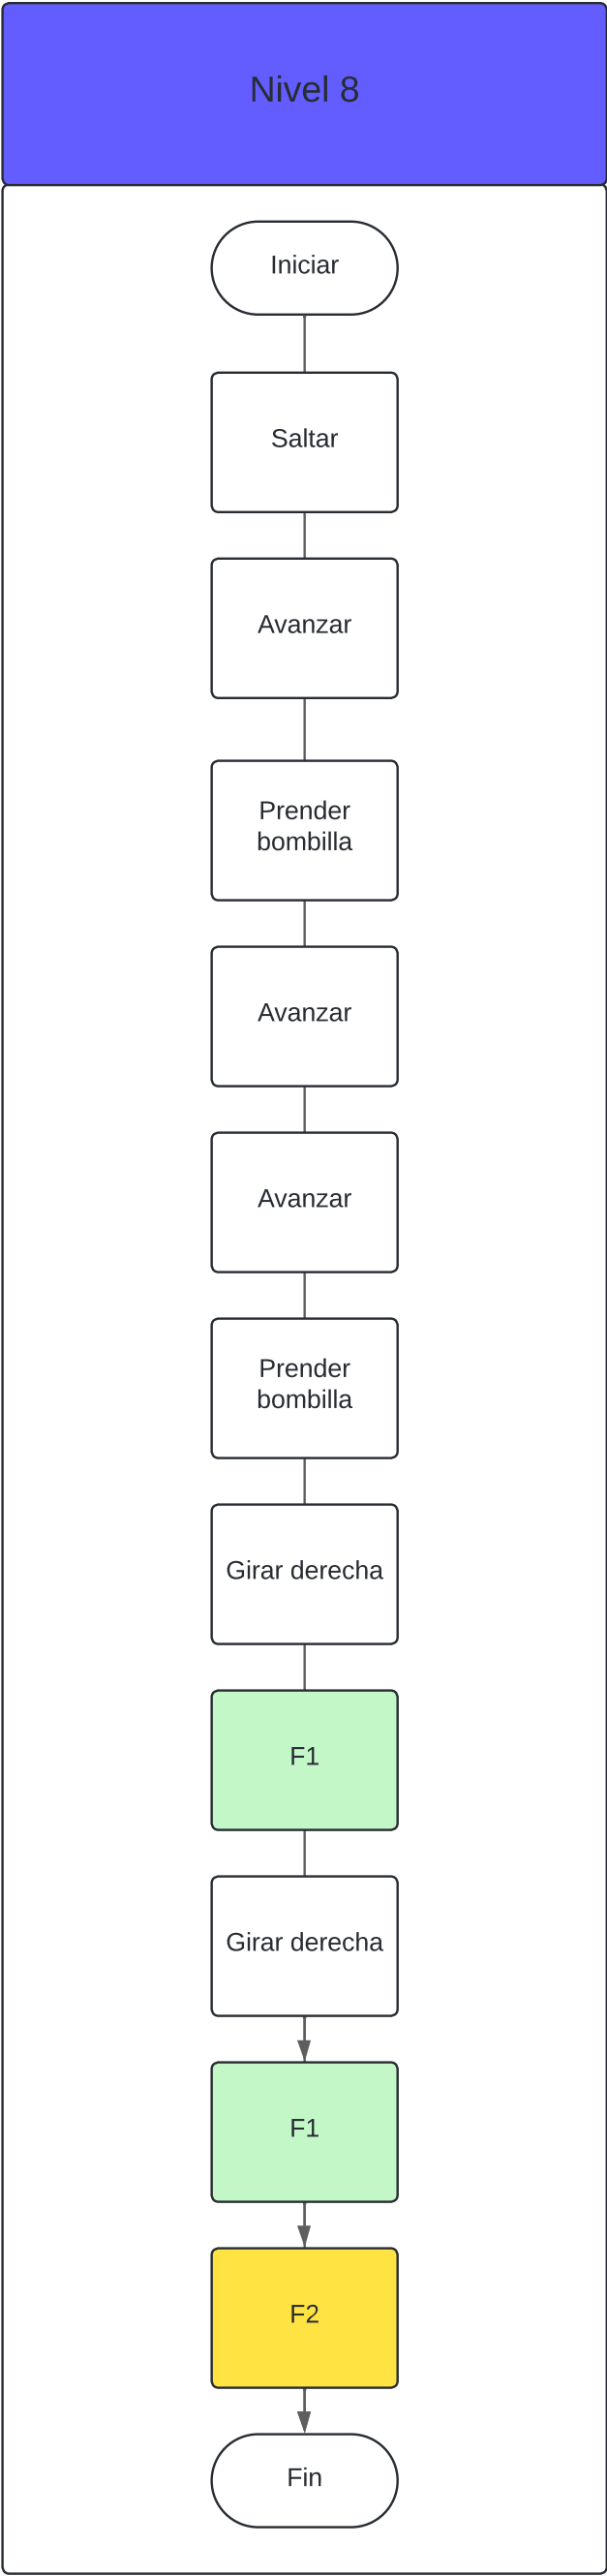 Nivel 8
Iniciar
Saltar
Avanzar
Prender
bombilla
Avanzar
Avanzar
Prender
bombilla
Girar derecha
F1
Girar derecha
F1
F2
Fin